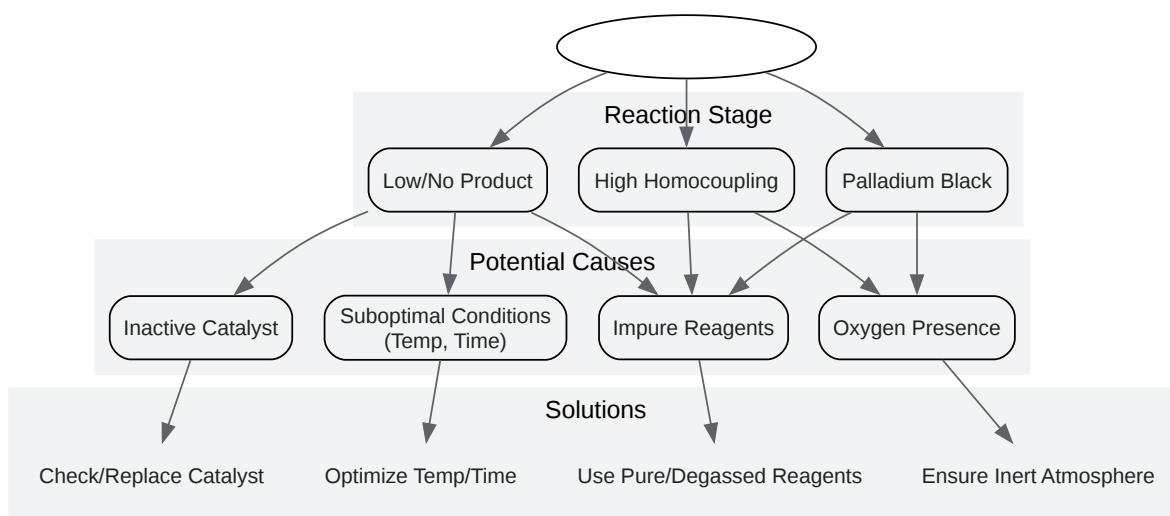 Reaction Stage
Low/No Product
High Homocoupling
Palladium Black
Potential Causes
Inactive Catalyst
Suboptimal Conditions
(Temp, Time)
Impure Reagents
Oxygen Presence
Solutions
Check/Replace Catalyst
Optimize Temp/Time
Use Pure/Degassed Reagents
Ensure Inert Atmosphere